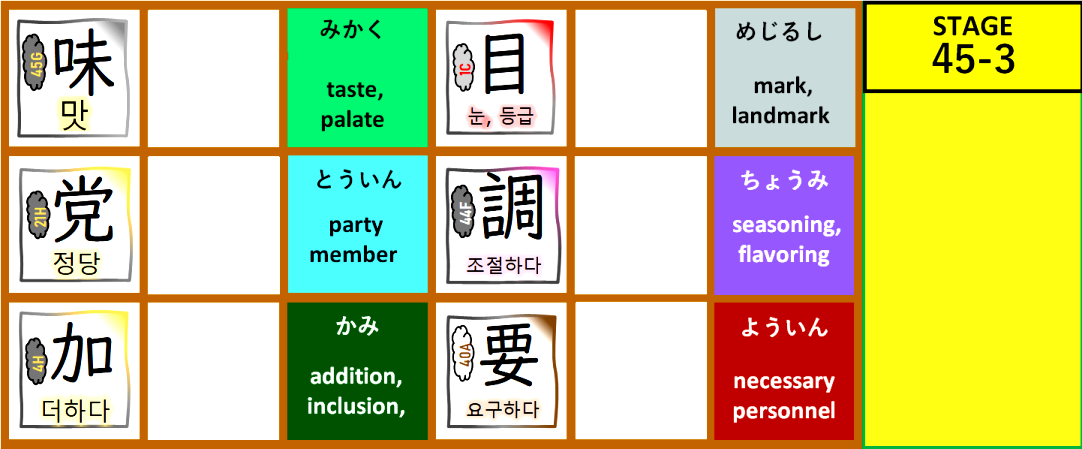 45G
味
맛
みかく
taste,
palate
1C
目
눈, 등급
めじるし
mark,
landmark
STAGE
45-3
21H
党
정당
とういん
party
member
44F
調
조절하다
ちょうみ
seasoning,
flavoring
4H
加
더하다
かみ
addition,
inclusion,
40A
要
요구하다
よういん
necessary
personnel